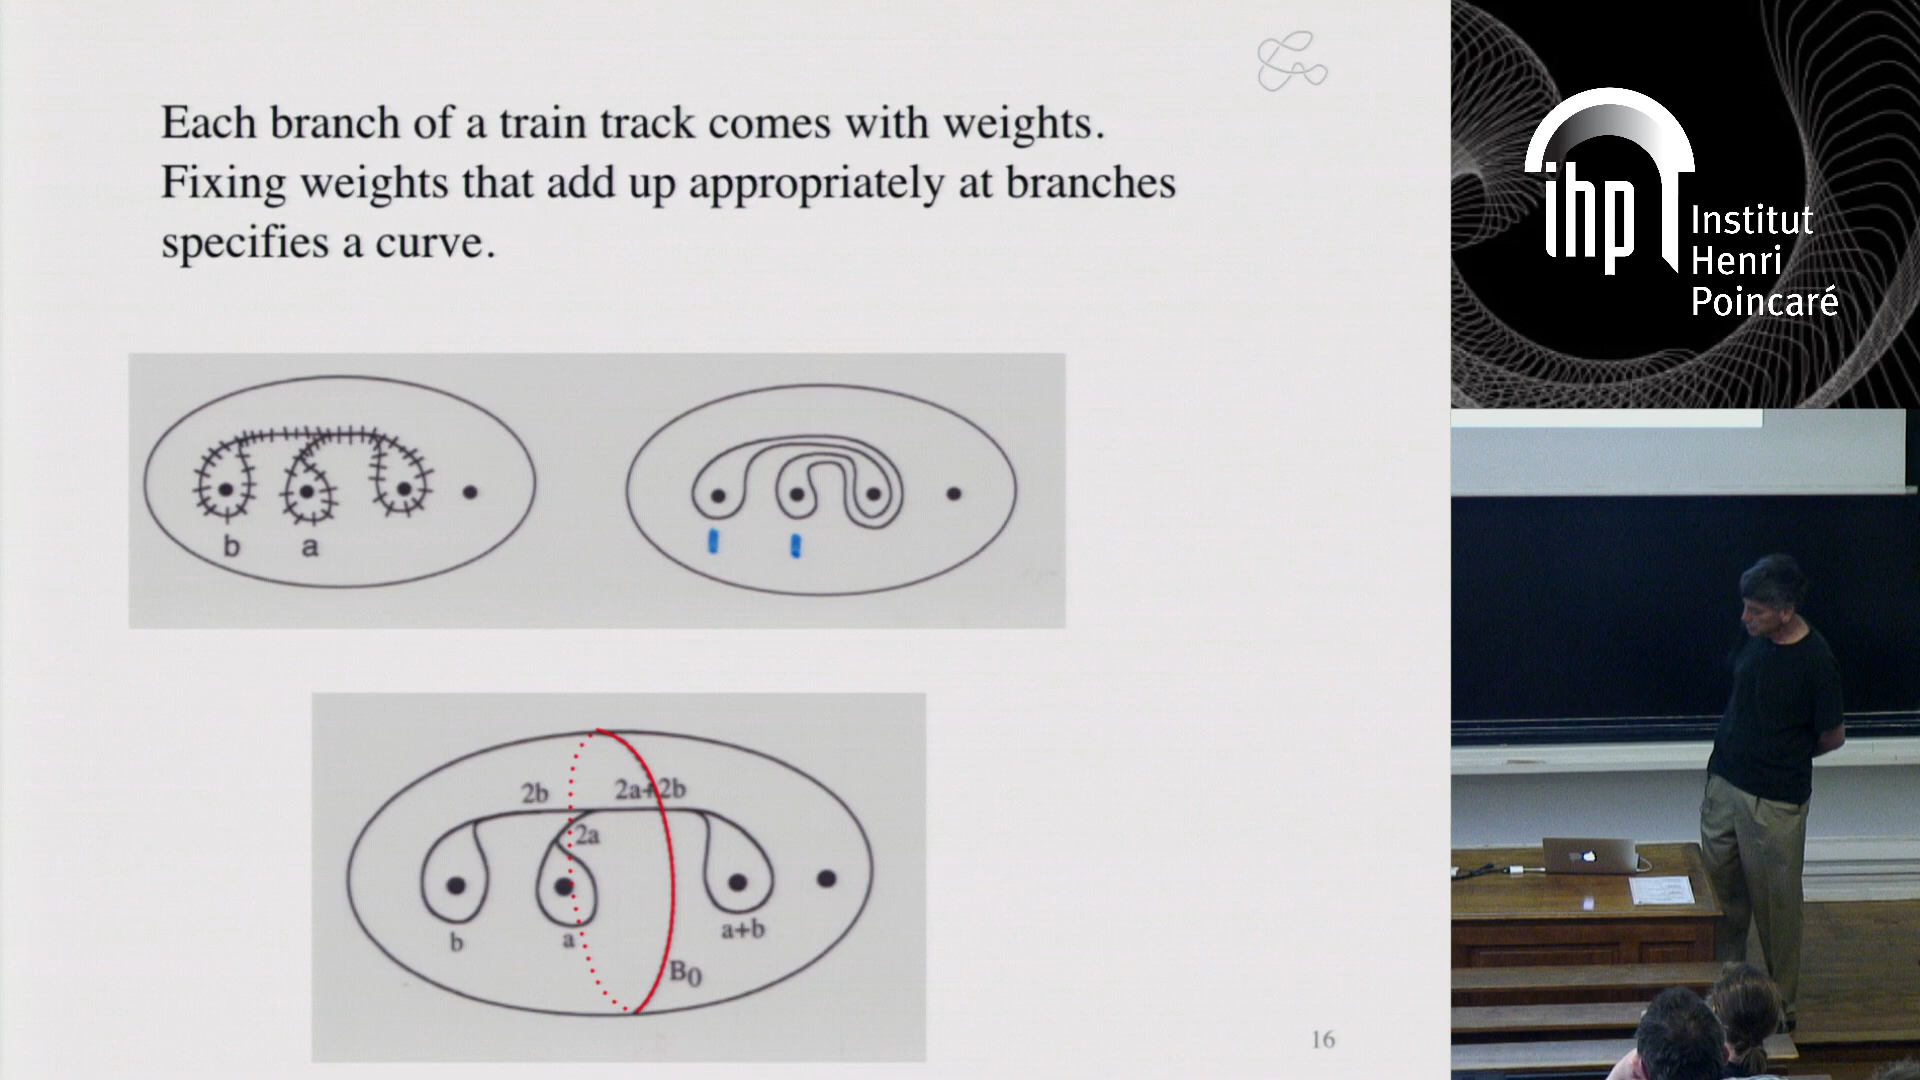 Each branch of a train track comes with weights.
Fixing weights that add up appropriately at branches
specifies a curve.
b a
2b 2a+2b
2a
b a a+b
B0
16
ihp Institut
Henri
Poincaré